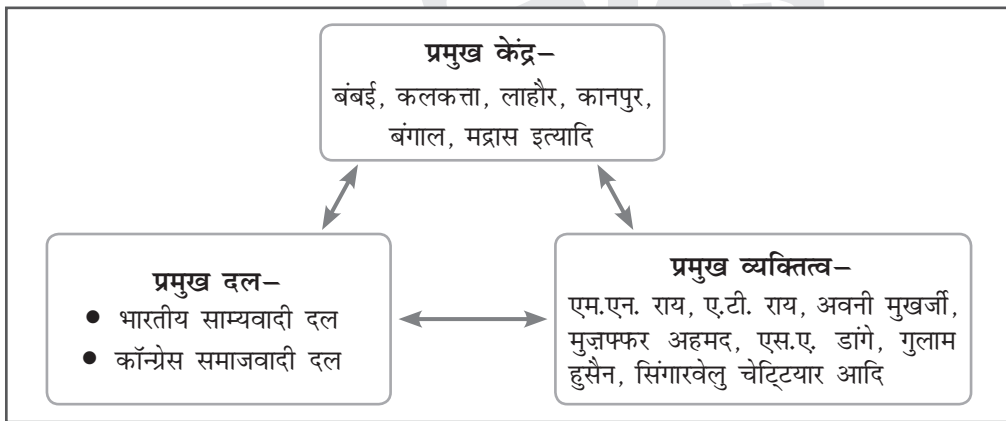 प्रमुख केंद्र–
बंबई, कलकत्ता, लाहौर, कानपुर,
बंगाल, मद्रास इत्यादि
प्रमुख दल–
● भारतीय साम्यवादी दल
● कॉन्ग्रेस समाजवादी दल
प्रमुख व्यक्तित्व–
एम.एन. राय, ए.टी. राय, अवनी मुखर्जी,
मुज़फ्फर अहमद, एस.ए. डांगे, गुलाम
हुसैन, सिंगारवेलु चेट्टियार आदि